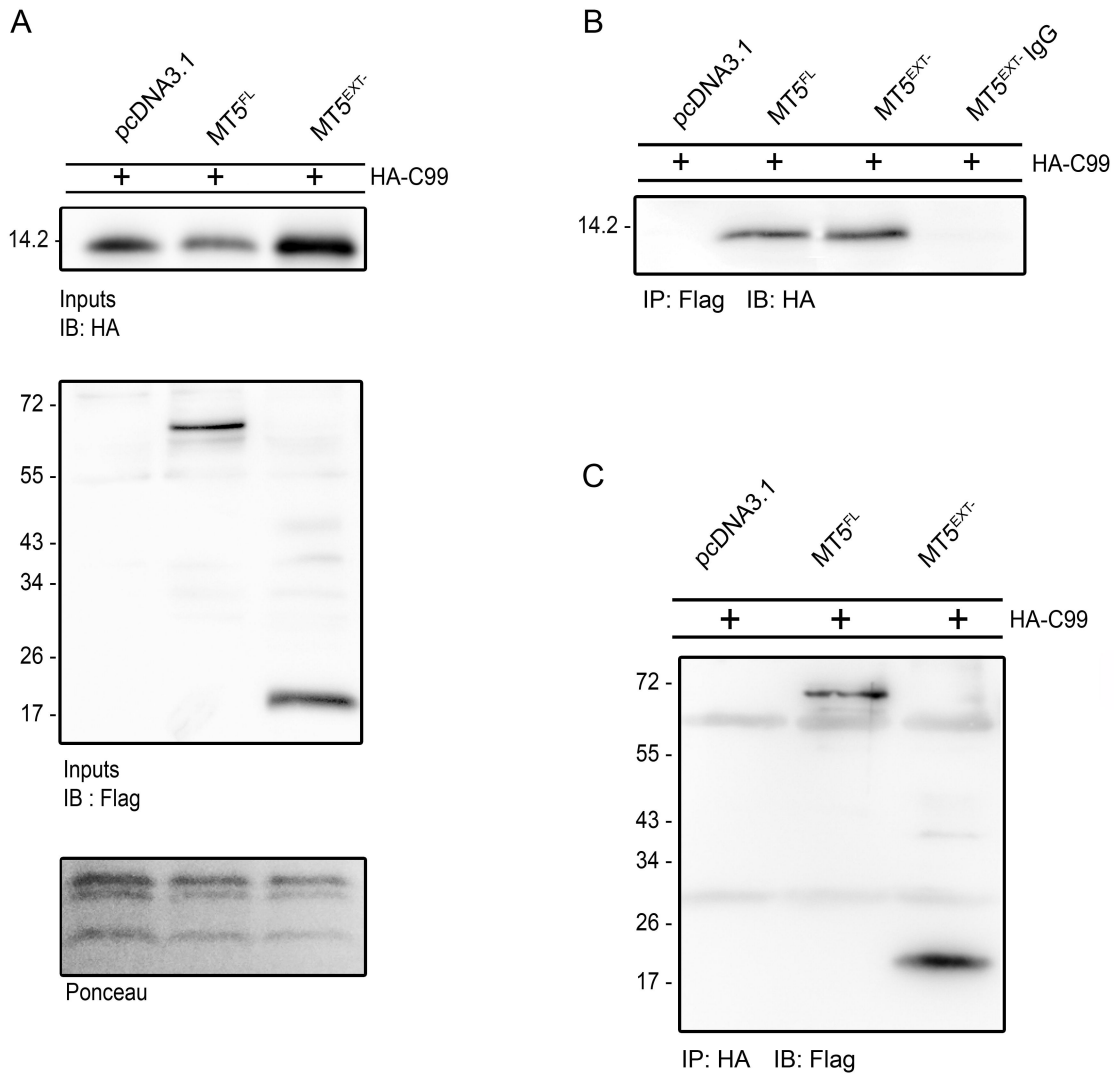 A
pcDNA3.1 MT5FL MT5EXT-
+ + + HA-C99
14.2 -
Inputs
IB: HA
72 -
55 -
43 -
34 -
26 -
17 -
Inputs
IB : Flag
Ponceau
B
pcDNA3.1 MT5FL MT5EXT- MT5EXT- IgG
+ + + + HA-C99
14.2 -
IP: Flag IB: HA
C
pcDNA3.1 MT5FL MT5EXT-
+ + + HA-C99
72 -
55 -
43 -
34 -
26 -
17 -
IP: HA IB: Flag